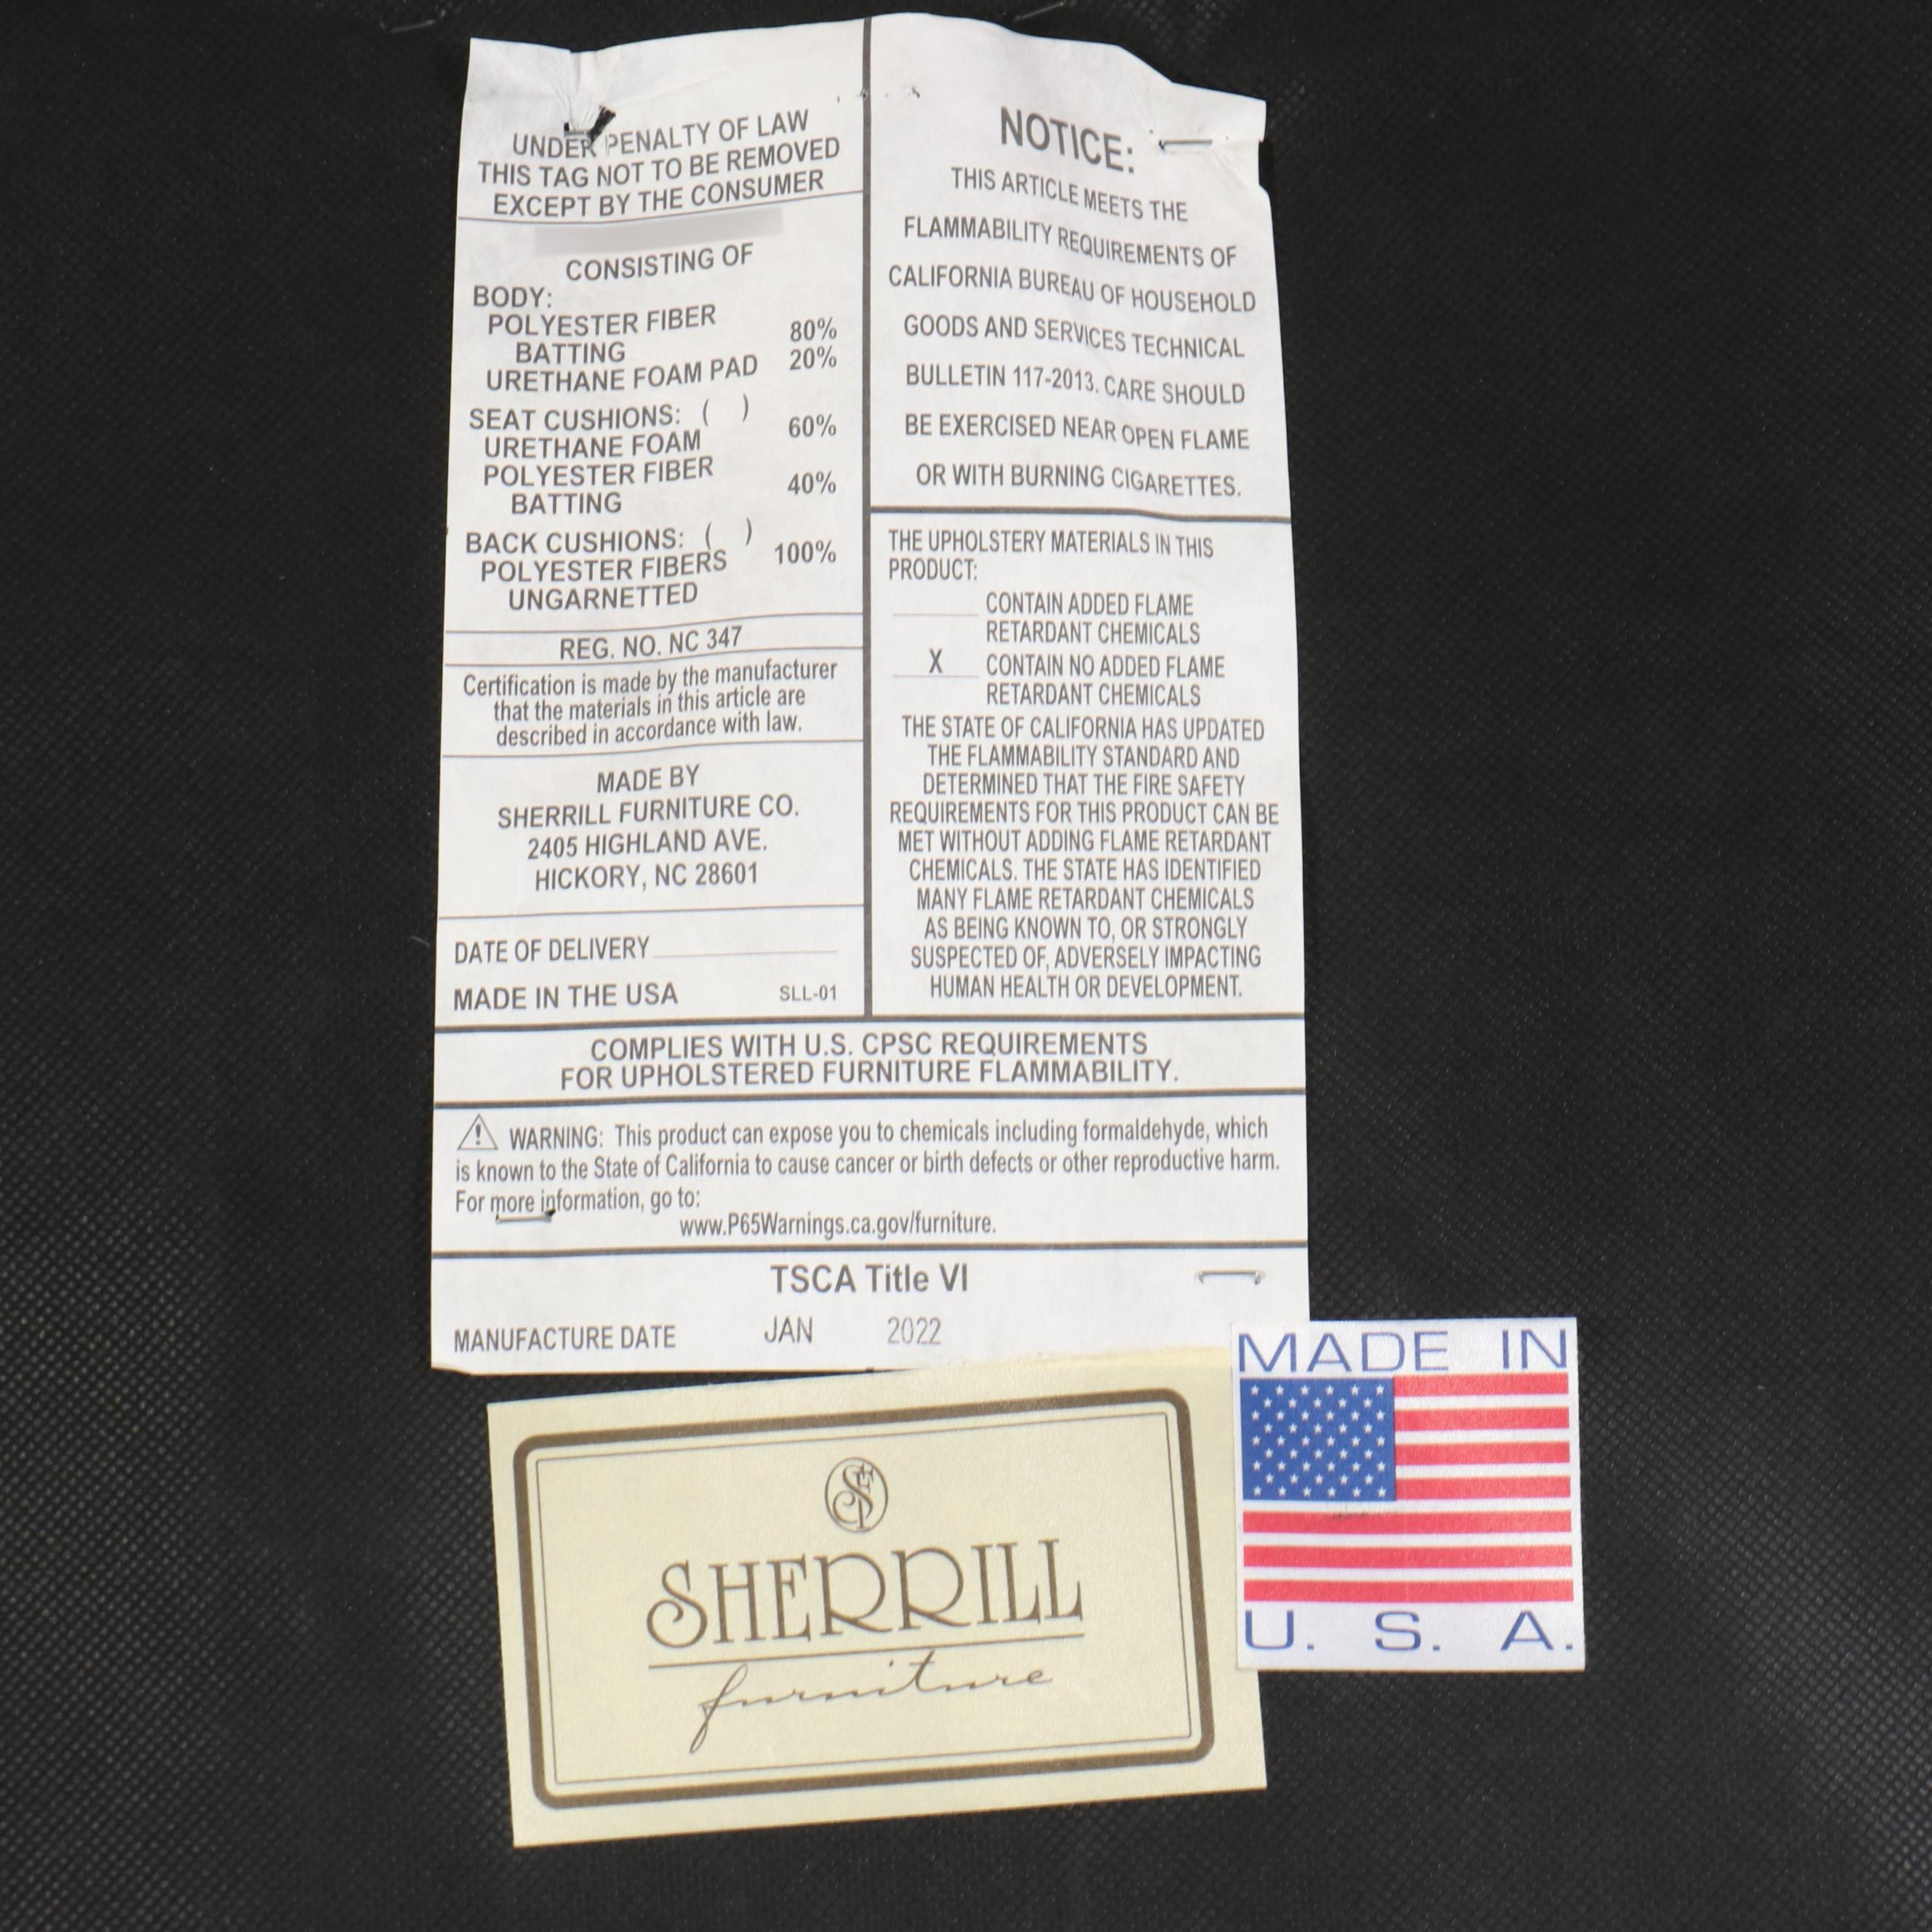 UNDER PENALTY OF LAW
THIS TAG NOT TO BE REMOVED
EXCEPT BY THE CONSUMER
CONSISTING OF
BODY:
POLYESTER FIBER
BATTING 80%
URETHANE FOAM PAD 20%
SEAT CUSHIONS: ( )
URETHANE FOAM 60%
POLYESTER FIBER
BATTING 40%
BACK CUSHIONS: ( )
POLYESTER FIBERS 100%
UNGARNETTED
REG. NO. NC 347
Certification is made by the manufacturer
that the materials in this article are
described in accordance with law.
MADE BY
SHERRILL FURNITURE CO.
2405 HIGHLAND AVE.
HICKORY, NC 28601
DATE OF DELIVERY
MADE IN THE USA SLL-01
NOTICE:
THIS ARTICLE MEETS THE
FLAMMABILITY REQUIREMENTS OF
CALIFORNIA BUREAU OF HOUSEHOLD
GOODS AND SERVICES TECHNICAL
BULLETIN 117-2013. CARE SHOULD
BE EXERCISED NEAR OPEN FLAME
OR WITH BURNING CIGARETTES.
THE UPHOLSTERY MATERIALS IN THIS
PRODUCT:
CONTAIN ADDED FLAME
RETARDANT CHEMICALS
X CONTAIN NO ADDED FLAME
RETARDANT CHEMICALS
THE STATE OF CALIFORNIA HAS UPDATED
THE FLAMMABILITY STANDARD AND
DETERMINED THAT THE FIRE SAFETY
REQUIREMENTS FOR THIS PRODUCT CAN BE
MET WITHOUT ADDING FLAME RETARDANT
CHEMICALS. THE STATE HAS IDENTIFIED
MANY FLAME RETARDANT CHEMICALS
AS BEING KNOWN TO, OR STRONGLY
SUSPECTED OF, ADVERSELY IMPACTING
HUMAN HEALTH OR DEVELOPMENT.
COMPLIES WITH U.S. CPSC REQUIREMENTS
FOR UPHOLSTERED FURNITURE FLAMMABILITY.
WARNING: This product can expose you to chemicals including formaldehyde, which
is known to the State of California to cause cancer or birth defects or other reproductive harm.
For more information, go to:
www.P65Warnings.ca.gov/furniture.
TSCA Title VI
MANUFACTURE DATE JAN 2022
MADE IN
U. S. A.
SHERRILL
furniture